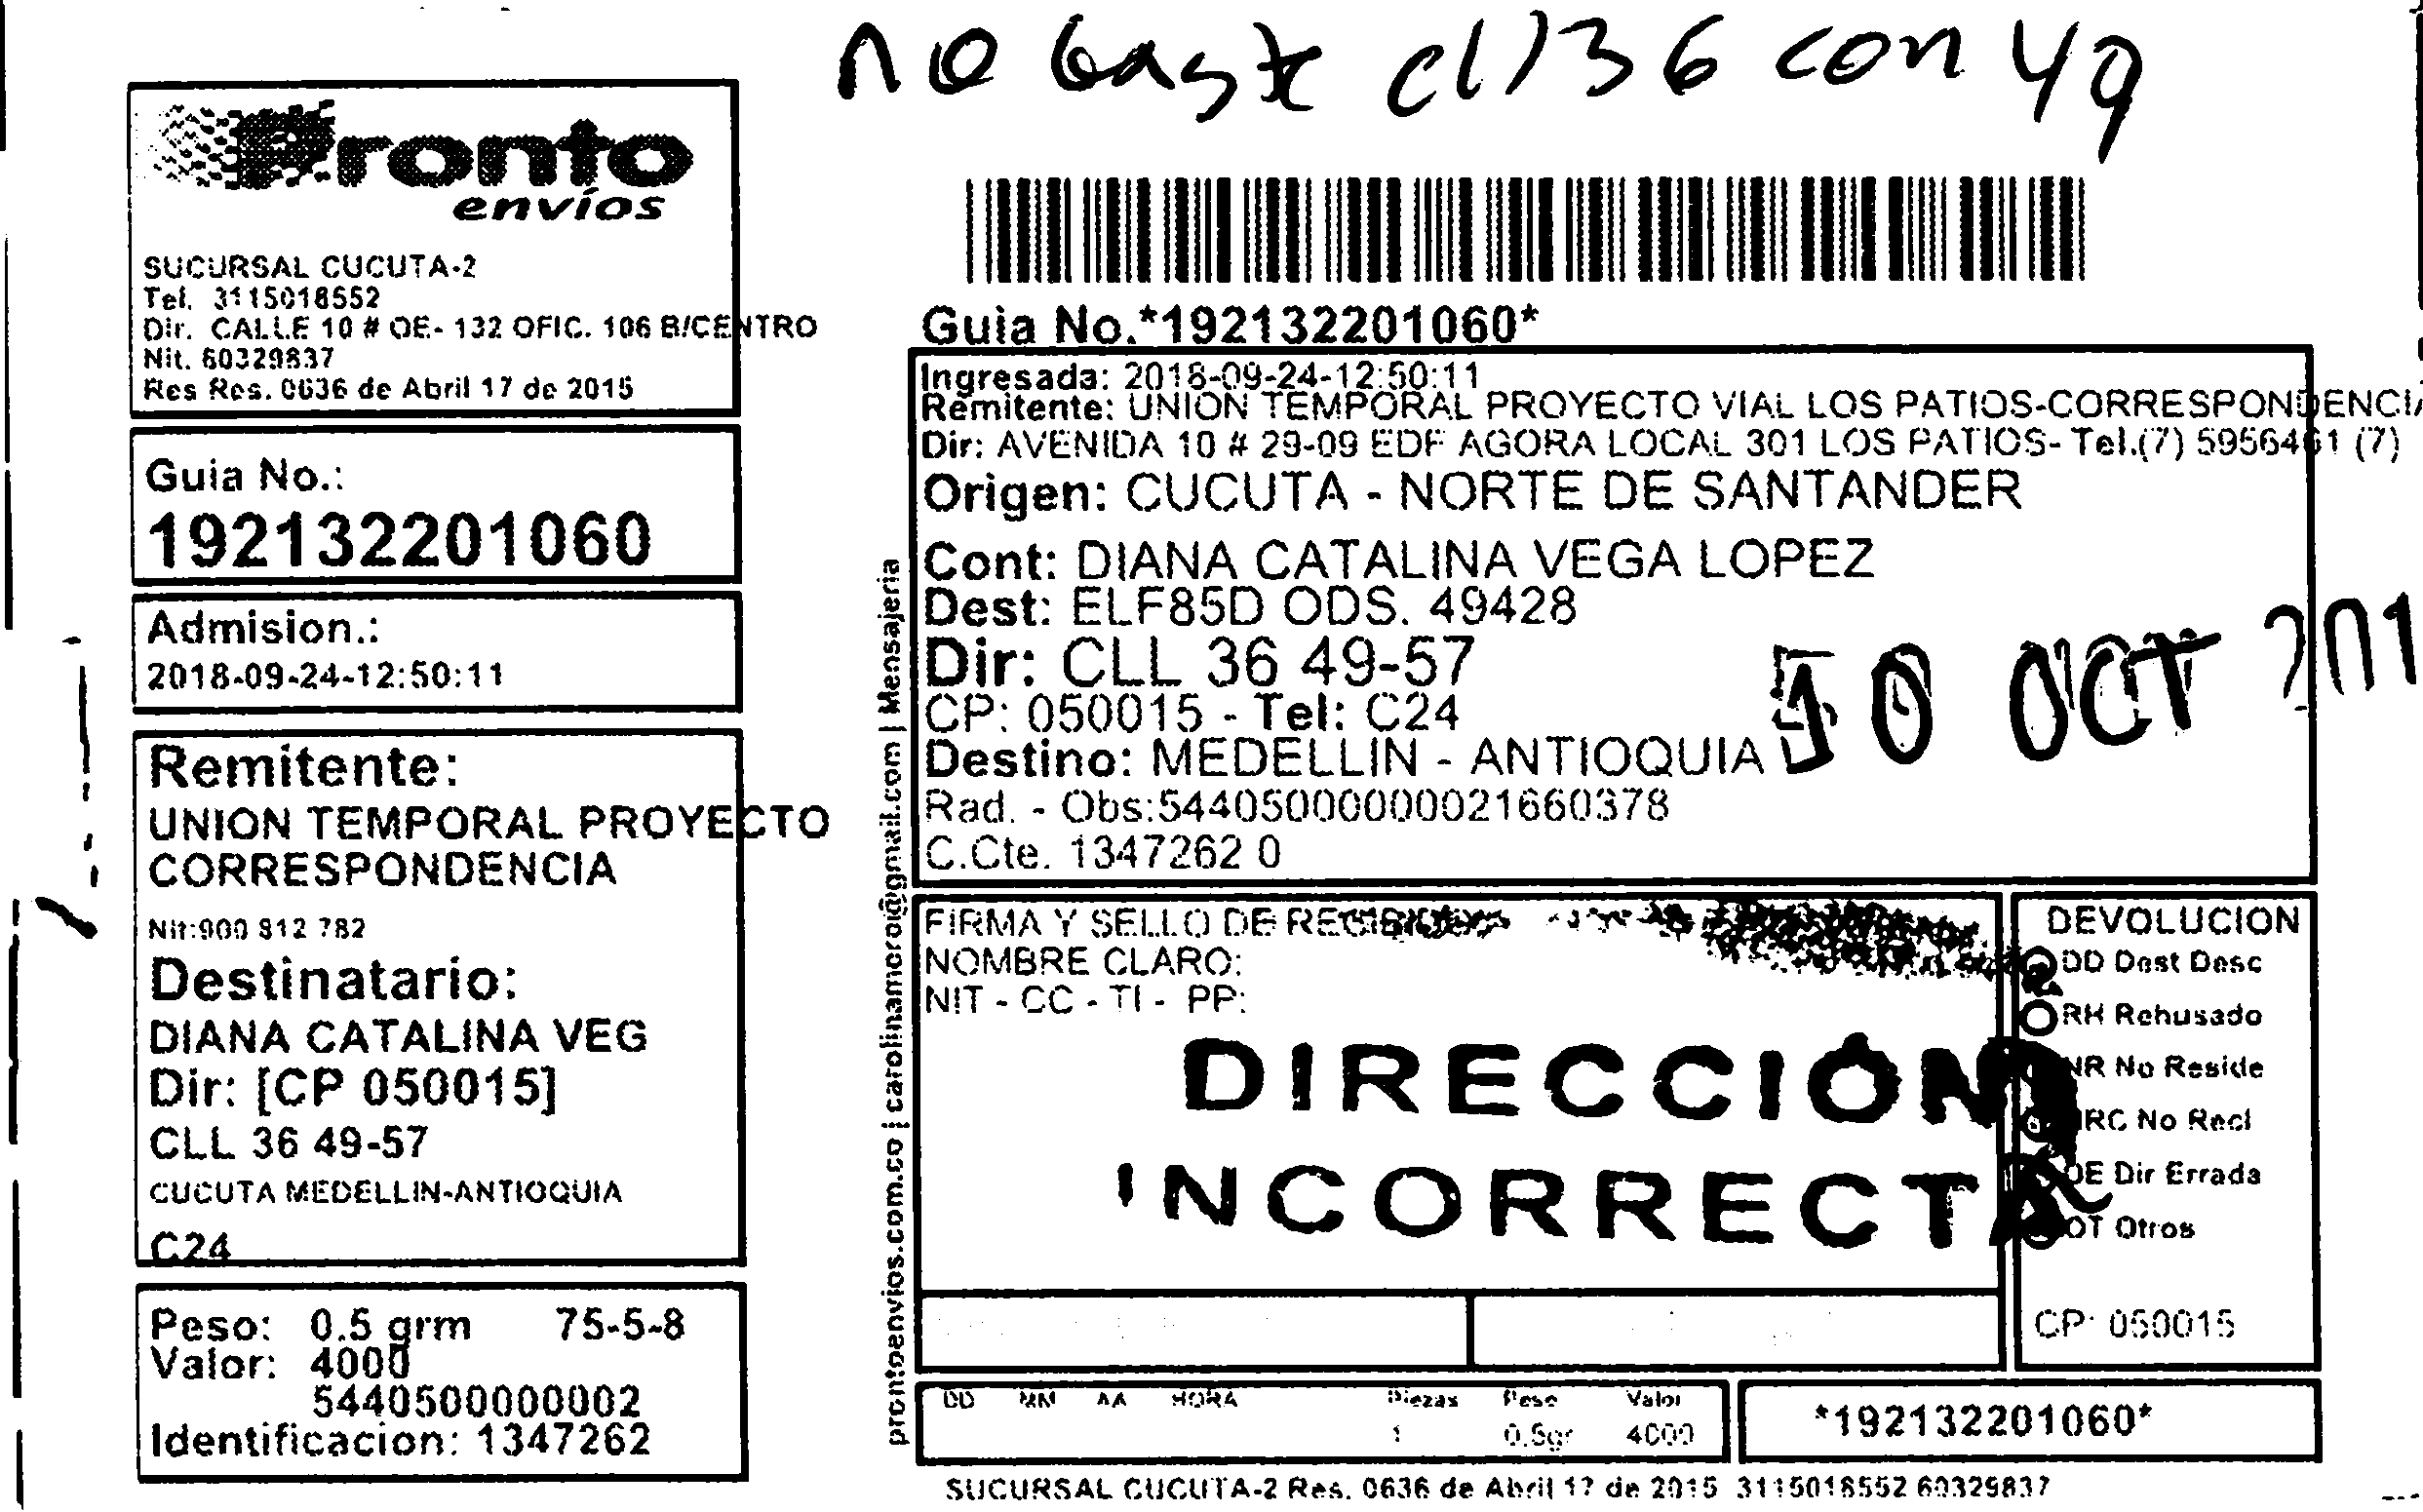 no baste cl 36 con 49
Pronto
envíos
SUCURSAL CUCUTA-2
Tel. 3115018552
Dir. CALLE 10 # OE- 132 OFIC. 106 B/CENTRO
Nit. 60329837
Res Res. 0636 de Abril 17 de 2015
Guia No.:
192132201060
Admision.:
2018-09-24-12:50:11
Remitente:
UNION TEMPORAL PROYECTO
CORRESPONDENCIA
Nit:900 812 782
Destinatario:
DIANA CATALINA VEG
Dir: [CP 050015]
CLL 36 49-57
CUCUTA MEDELLIN-ANTIOQUIA
C24
Peso: 0.5 grm 75-5-8
Valor: 4000
5440500000002
Identificacion: 1347262
prontoenvios.com.co | carolinamoro@gmail.com | Mensajeria
Guia No.*192132201060*
Ingresada: 2018-09-24-12:50:11
Remitente: UNION TEMPORAL PROYECTO VIAL LOS PATIOS-CORRESPONDENCIA
Dir: AVENIDA 10 # 29-09 EDF AGORA LOCAL 301 LOS PATIOS- Tel.(7) 5956461 (7)
Origen: CUCUTA - NORTE DE SANTANDER
Cont: DIANA CATALINA VEGA LOPEZ
Dest: ELF85D ODS. 49428
Dir: CLL 36 49-57
CP: 050015 - Tel: C24
Destino: MEDELLIN - ANTIOQUIA
10 OCT 201
Rad. - Obs:544050000000021660378
C.Cte. 1347262 0
FIRMA Y SELLO DE
NOMBRE CLARO:
NIT - CC - TI - PP:
DIRECCIÓN
INCORRECTA
DEVOLUCION
DD Dest Desc
RH Rehusado
NR No Reside
NRC No Recl
DE Dir Errada
OT Otros
CP: 050015
DD MM AA HORA Piezas Peso Valor
1 0.5gr 4000
*192132201060*
SUCURSAL CUCUTA-2 Res. 0636 de Abril 17 de 2015 3115018552 60329837